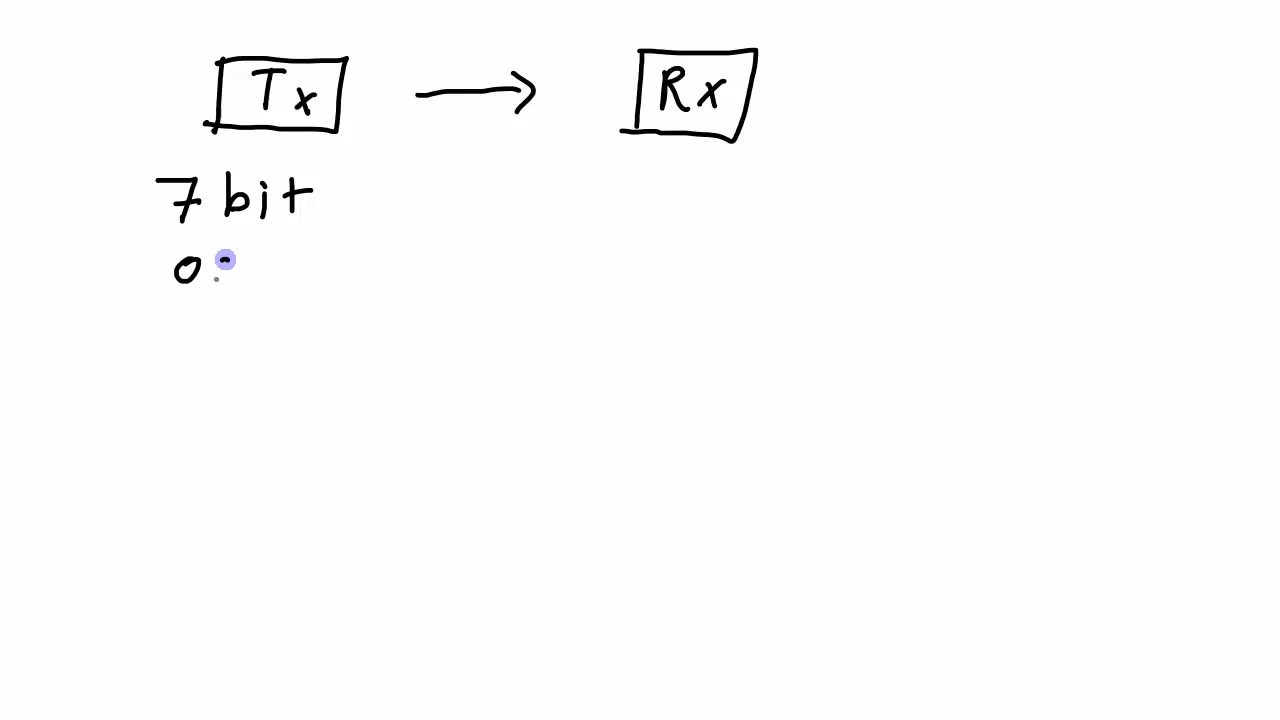 Tx → Rx
7 bit
0